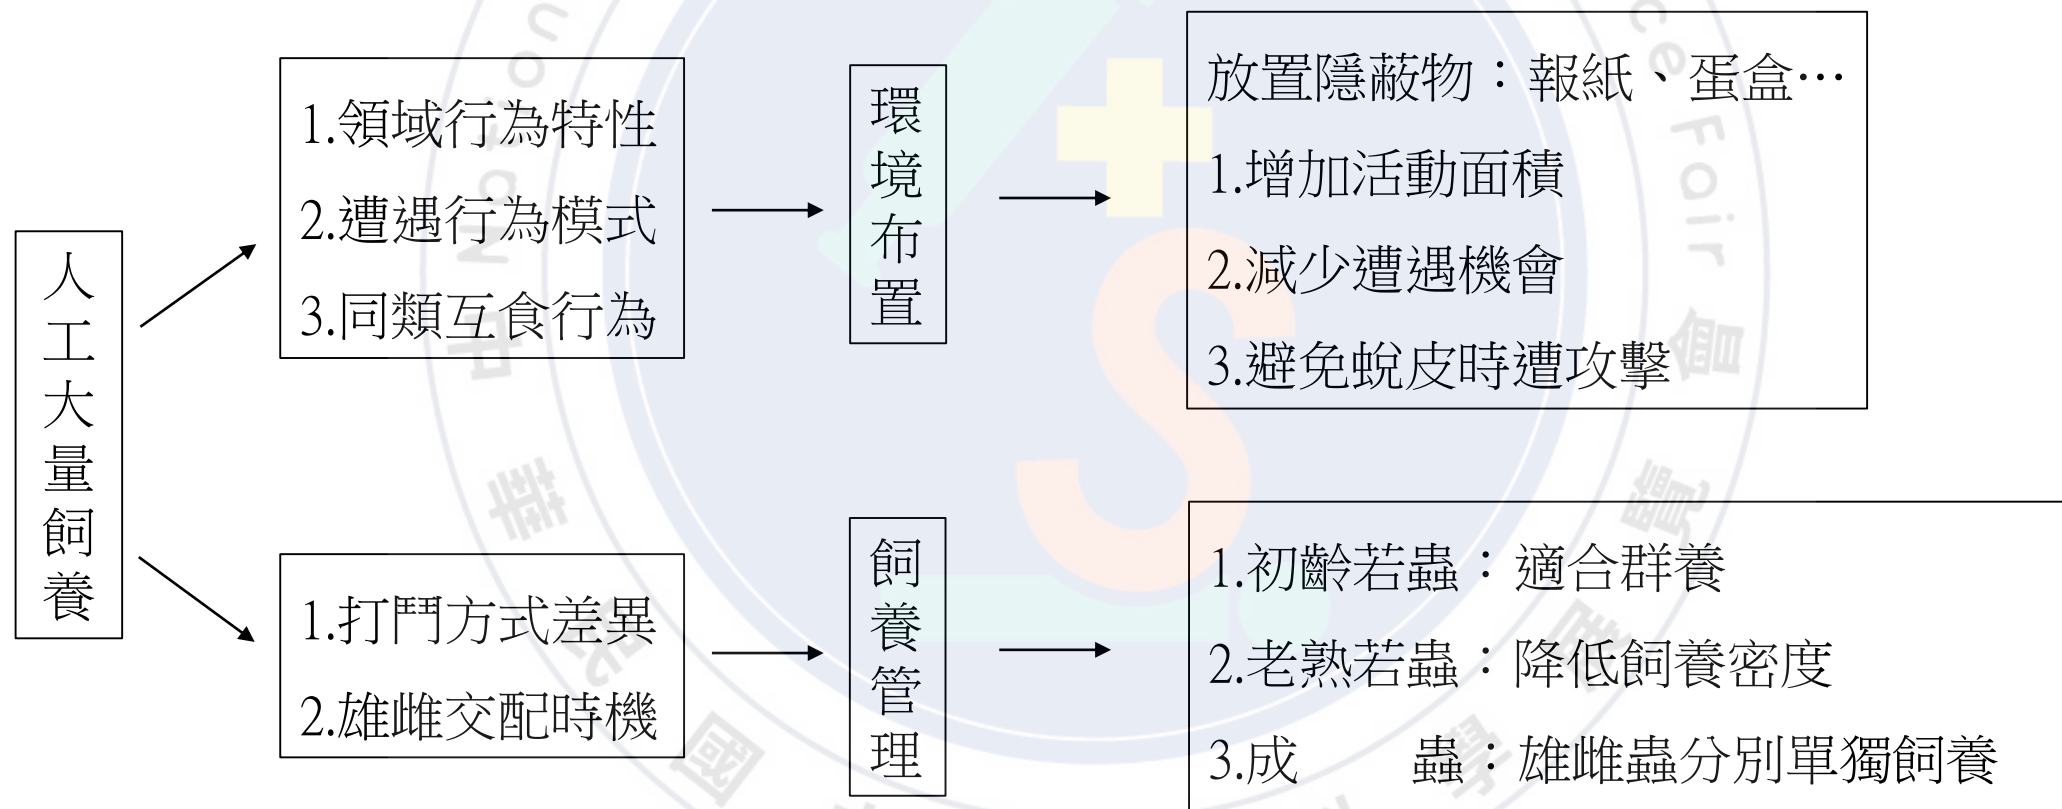 人工大量飼養
1.領域行為特性
2.遭遇行為模式
3.同類互食行為
環境布置
放置隱蔽物：報紙、蛋盒…
1.增加活動面積
2.減少遭遇機會
3.避免蛻皮時遭攻擊
1.打鬥方式差異
2.雄雌交配時機
飼養管理
1.初齡若蟲：適合群養
2.老熟若蟲：降低飼養密度
3.成　　蟲：雄雌蟲分別單獨飼養